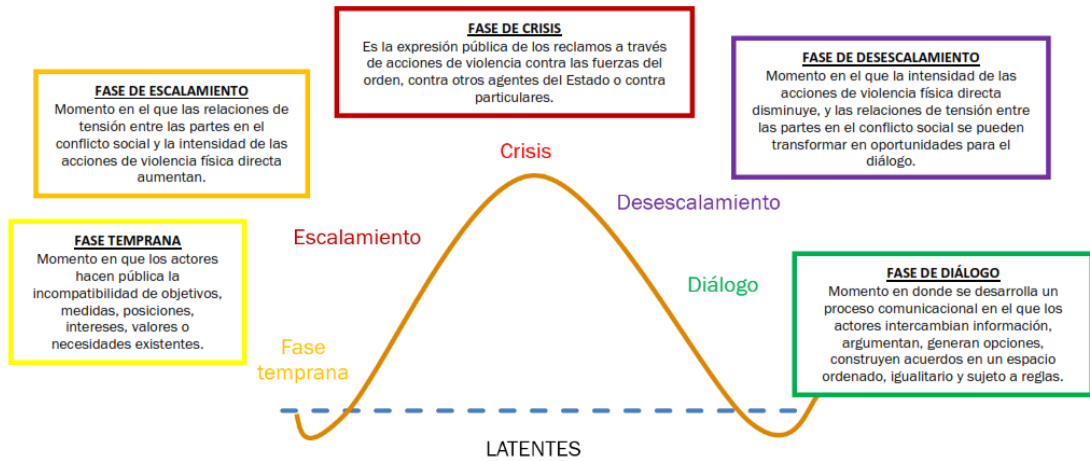 FASE DE CRISIS
Es la expresión pública de los reclamos a través
de acciones de violencia contra las fuerzas del
orden, contra otros agentes del Estado o contra
particulares.
FASE DE ESCALAMIENTO
Momento en el que las relaciones de
tensión entre las partes en el
conflicto social y la intensidad de las
acciones de violencia física directa
aumentan.
FASE DE DESESCALAMIENTO
Momento en el que la intensidad de las
acciones de violencia física directa
disminuye, y las relaciones de tensión entre
las partes en el conflicto social se pueden
transformar en oportunidades para el
diálogo.
Crisis
Desescalamiento
Escalamiento
FASE TEMPRANA
Momento en que los actores
hacen pública la
incompatibilidad de objetivos,
medidas, posiciones,
intereses, valores o
necesidades existentes.
Diálogo
FASE DE DIÁLOGO
Momento en donde se desarrolla un
proceso comunicacional en el que los
actores intercambian información,
argumentan, generan opciones,
construyen acuerdos en un espacio
ordenado, igualitario y sujeto a reglas.
Fase
temprana
LATENTES